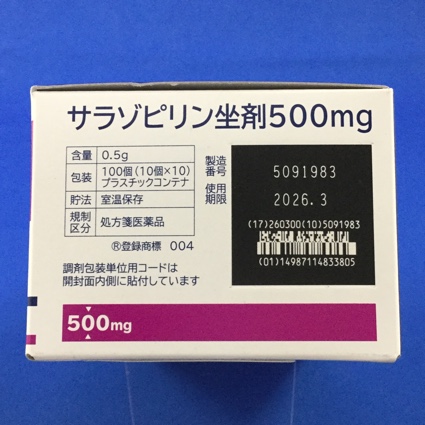 サラゾピリン坐剤500mg
含量 0.5g
包装 100個(10個×10)
プラスチックコンテナ
貯法 室温保存
規制区分 処方箋医薬品
®登録商標 004
調剤包装単位用コードは
開封面内側に貼付しています
製造番号 5091983
使用期限 2026.3
(17)260300(10)5091983
(01)14987114833805
500mg